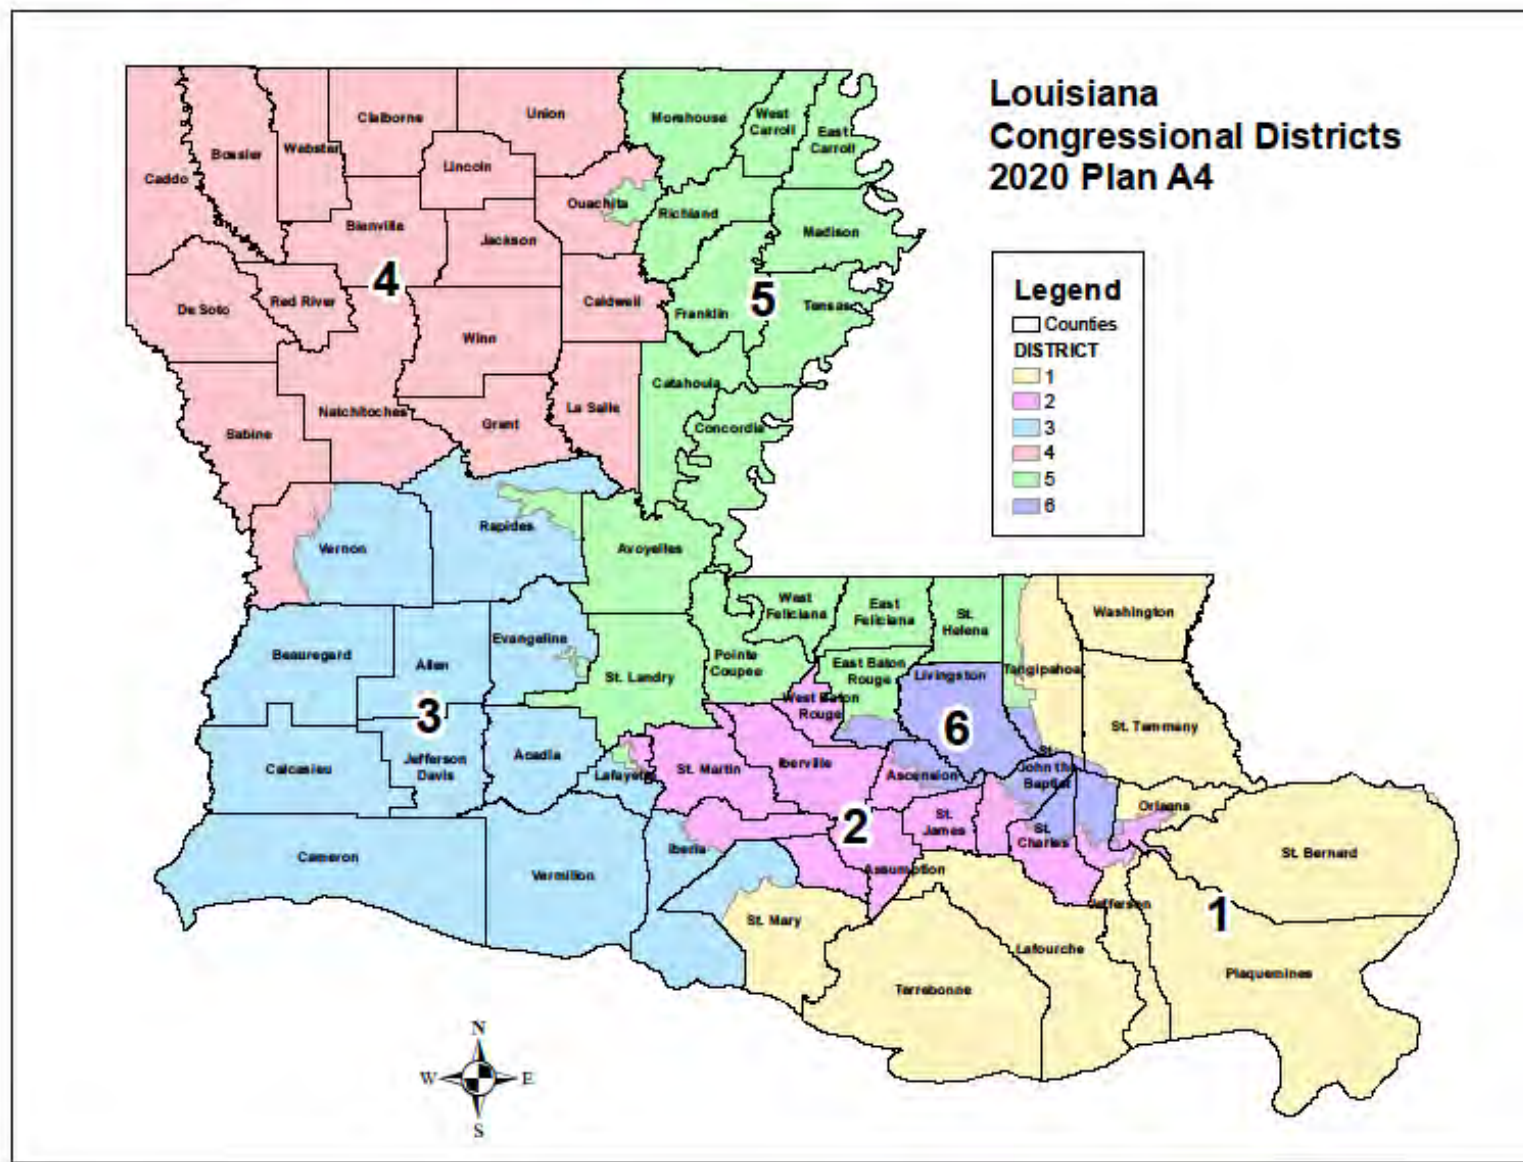 Louisiana
Congressional Districts
2020 Plan A4
Legend
Counties
DISTRICT
1
2
3
4
5
6
Caddo
Bossier
Webster
Claiborne
Union
Lincoln
Morehouse
West
Carroll
East
Carroll
Ouachita
Richland
Madison
Bienville
Jackson
De Soto
Red River
4
Caldwell
Franklin
5
Tensas
Winn
Catahoula
Sabine
Natchitoches
Grant
La Salle
Concordia
Vernon
Rapides
Avoyelles
West
Feliciana
East
Feliciana
St.
Helena
Washington
Beauregard
Allen
Evangeline
St. Landry
Pointe
Coupee
East Baton
Rouge
Livingston
Tangipahoa
3
West Baton
Rouge
6
St. Tammany
Calcasieu
Jefferson
Davis
Acadia
Lafayette
St. Martin
Iberville
Ascension
St.
John the
Baptist
Orleans
2
St.
James
St.
Charles
St. Bernard
Cameron
Vermilion
Iberia
Assumption
St. Mary
Jefferson
1
Lafourche
Terrebonne
Plaquemines
N
W
E
S